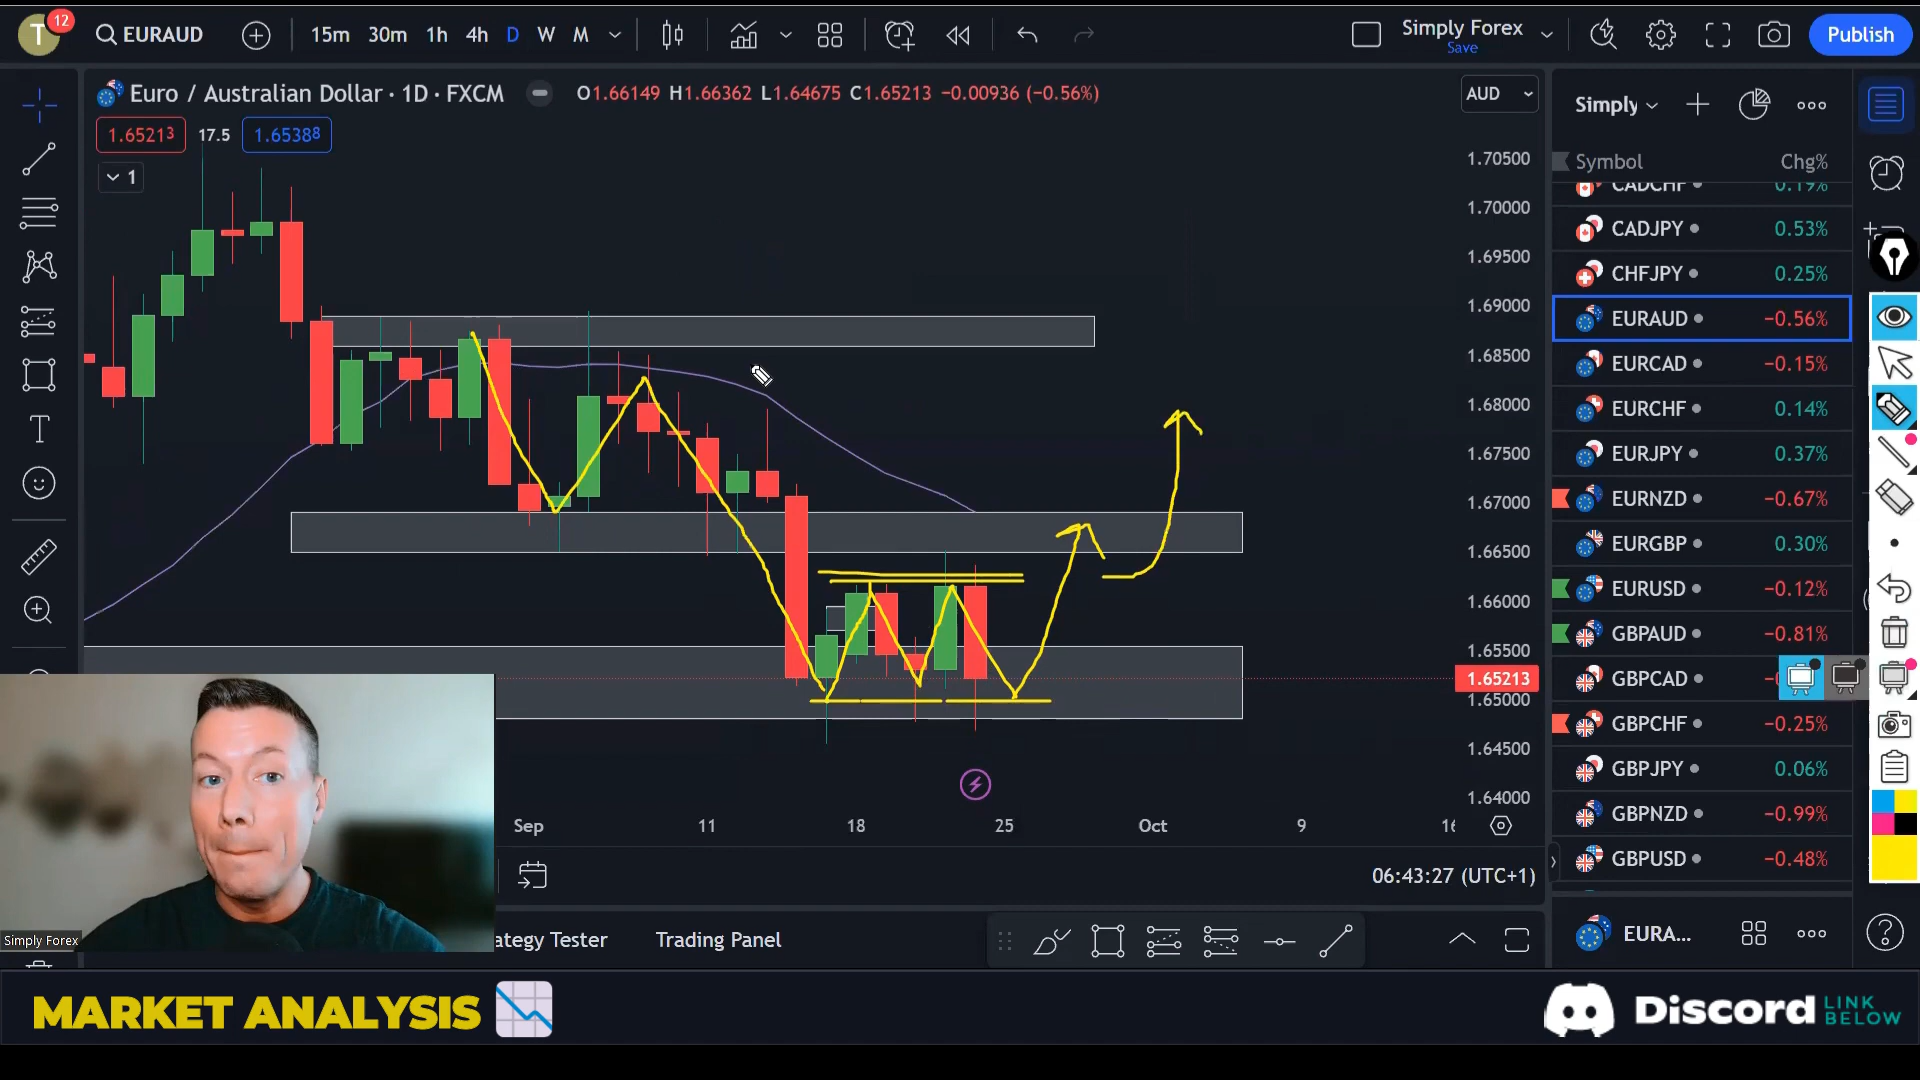 T
12
EURAUD
15m
30m
1h
4h
D
W
M
Simply Forex
Save
Publish
Euro / Australian Dollar · 1D · FXCM
O1.66149 H1.66362 L1.64675 C1.65213 −0.00936 (−0.56%)
AUD
1.65213
17.5
1.65388
1
1.70500
1.70000
1.69500
1.69000
1.68500
1.68000
1.67500
1.67000
1.66500
1.66000
1.65500
1.65213
1.65000
1.64500
1.64000
Sep
11
18
25
Oct
9
06:43:27 (UTC+1)
Simply
Symbol
Chg%
CADCHF
0.19%
CADJPY
0.53%
CHFJPY
0.25%
EURAUD
−0.56%
EURCAD
−0.15%
EURCHF
0.14%
EURJPY
0.37%
EURNZD
−0.67%
EURGBP
0.30%
EURUSD
−0.12%
GBPAUD
−0.81%
GBPCAD
GBPCHF
−0.25%
GBPJPY
0.06%
GBPNZD
−0.99%
GBPUSD
−0.48%
EURA...
Simply Forex
ategy Tester
Trading Panel
MARKET ANALYSIS
Discord
LINK
BELOW